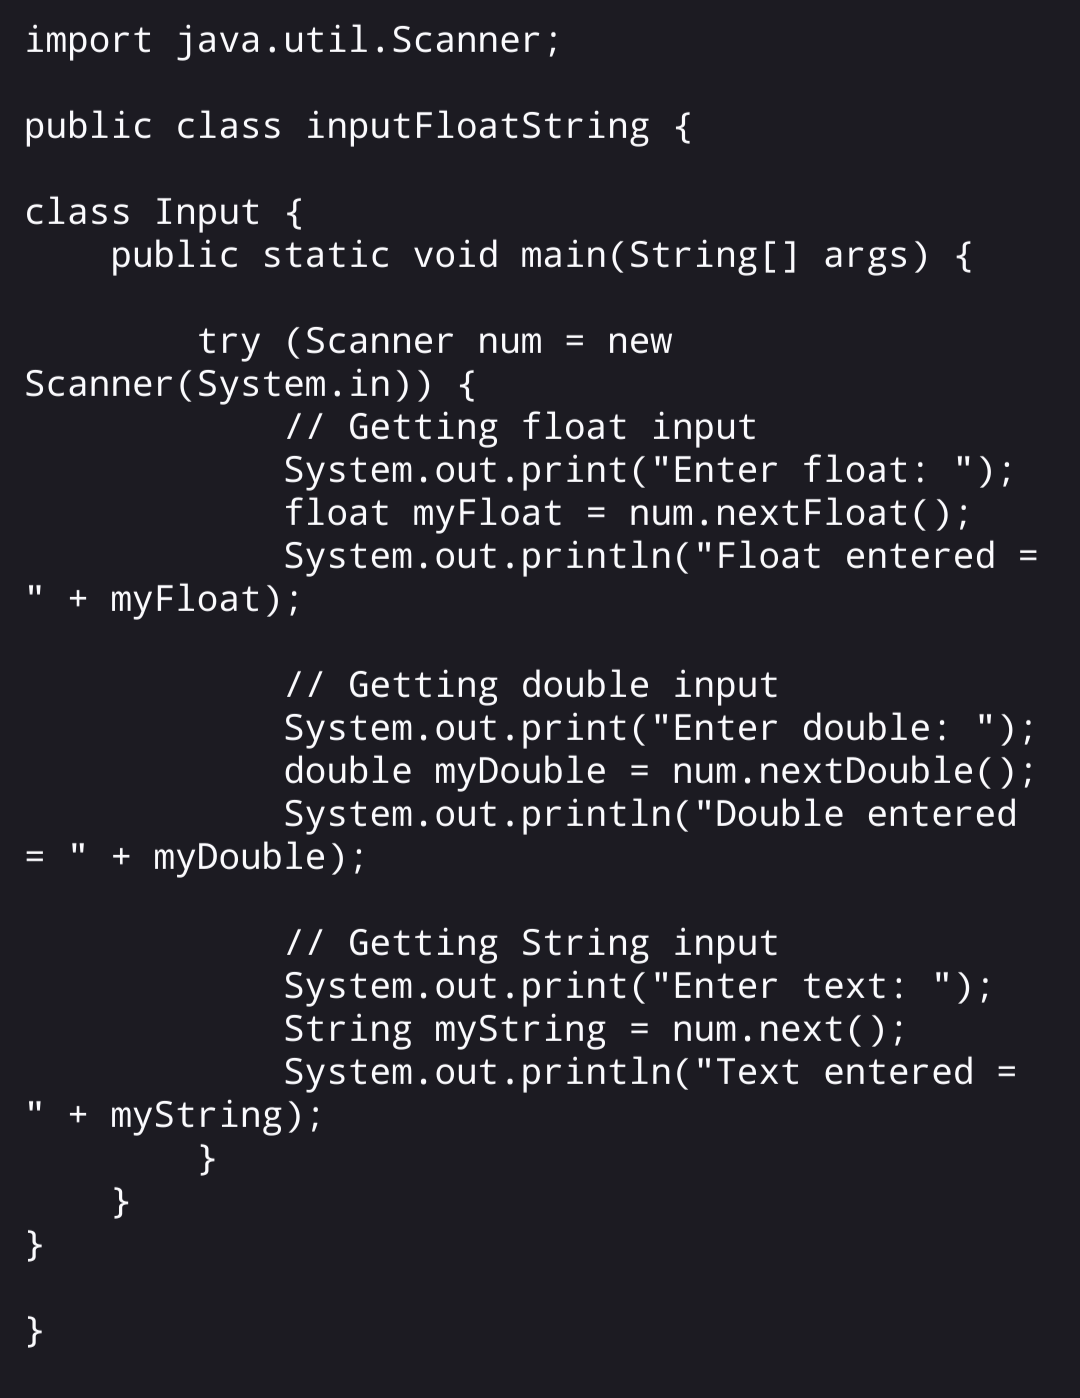 import java.util.Scanner;
public class inputFloatString {
class Input {
    public static void main(String[] args) {
        try (Scanner num = new
Scanner(System.in)) {
            // Getting float input
            System.out.print("Enter float: ");
            float myFloat = num.nextFloat();
            System.out.println("Float entered =
" + myFloat);
            // Getting double input
            System.out.print("Enter double: ");
            double myDouble = num.nextDouble();
            System.out.println("Double entered
= " + myDouble);
            // Getting String input
            System.out.print("Enter text: ");
            String myString = num.next();
            System.out.println("Text entered =
" + myString);
        }
    }
}
}